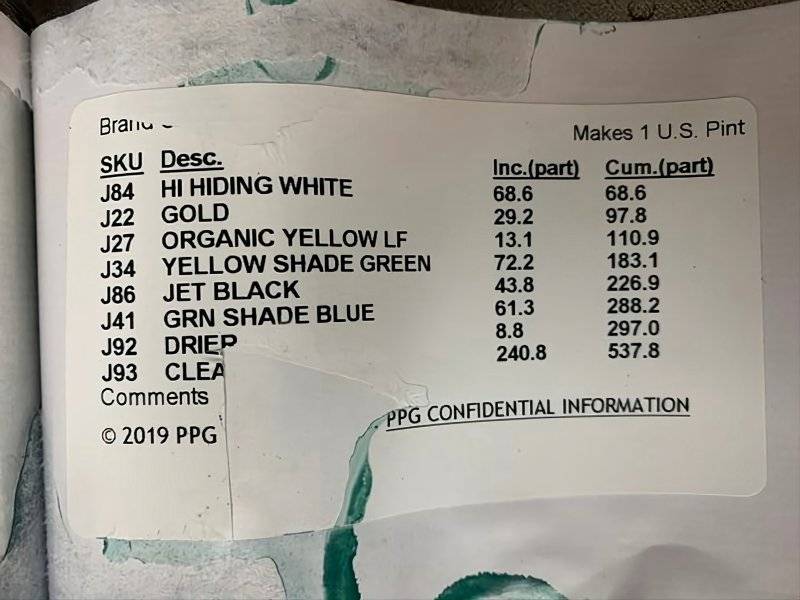 Makes 1 U.S. Pint
SKU Desc. Inc.(part) Cum.(part)
J84 HI HIDING WHITE 68.6 68.6
J22 GOLD 29.2 97.8
J27 ORGANIC YELLOW LF 13.1 110.9
J34 YELLOW SHADE GREEN 72.2 183.1
J86 JET BLACK 43.8 226.9
J41 GRN SHADE BLUE 61.3 288.2
J92 DRIER 8.8 297.0
J93 CLEA 240.8 537.8
Comments
PPG CONFIDENTIAL INFORMATION
© 2019 PPG